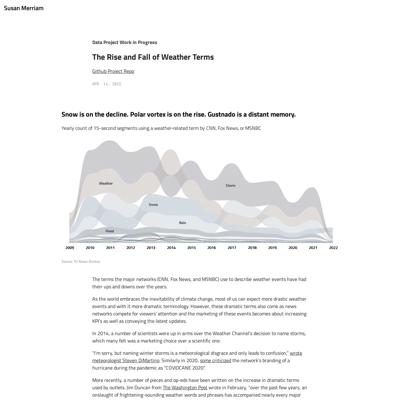 Susan Merriam
Data Project Work in Progress
The Rise and Fall of Weather Terms
Github Project Repo
Snow is on the decline. Polar vortex is on the rise. Gustnado is a distant memory.
Yearly count of 15-second segments using a weather-related term by CNN, Fox News, or MSNBC
Weather
Storm
Snow
Rain
Flood
2009 2010 2011 2012 2013 2014 2015 2016 2017 2018 2019 2020 2021 2022
Source: TV News Archive
The terms the major networks (CNN, Fox News, and MSNBC) use to describe weather events have had
their ups and downs over the years.
As the world embraces the inevitability of climate change, most of us can expect more drastic weather
events and with it more dramatic terminology. However, these dramatic terms also come as news
networks compete for viewers' attention and the marketing of these events becomes about increasing
KPI's as well as conveying the latest updates.
In 2014, a number of scientists were up in arms over the Weather Channel's decision to name storms,
which many felt was a marketing choice over a scientific one.
"I'm sorry, but naming winter storms is a meteorological disgrace and only leads to confusion," wrote
meteorologist Steven DiMartino. Similarly in 2020, some criticized the network's branding of a
hurricane during the pandemic as "COVIDCANE 2020".
More recently, a number of pieces and op-eds have been written on the increase in dramatic terms
used by outlets. Jim Duncan from The Washington Post wrote in February, "over the past few years, an
onslaught of frightening-sounding weather words and phrases has accompanied nearly every major